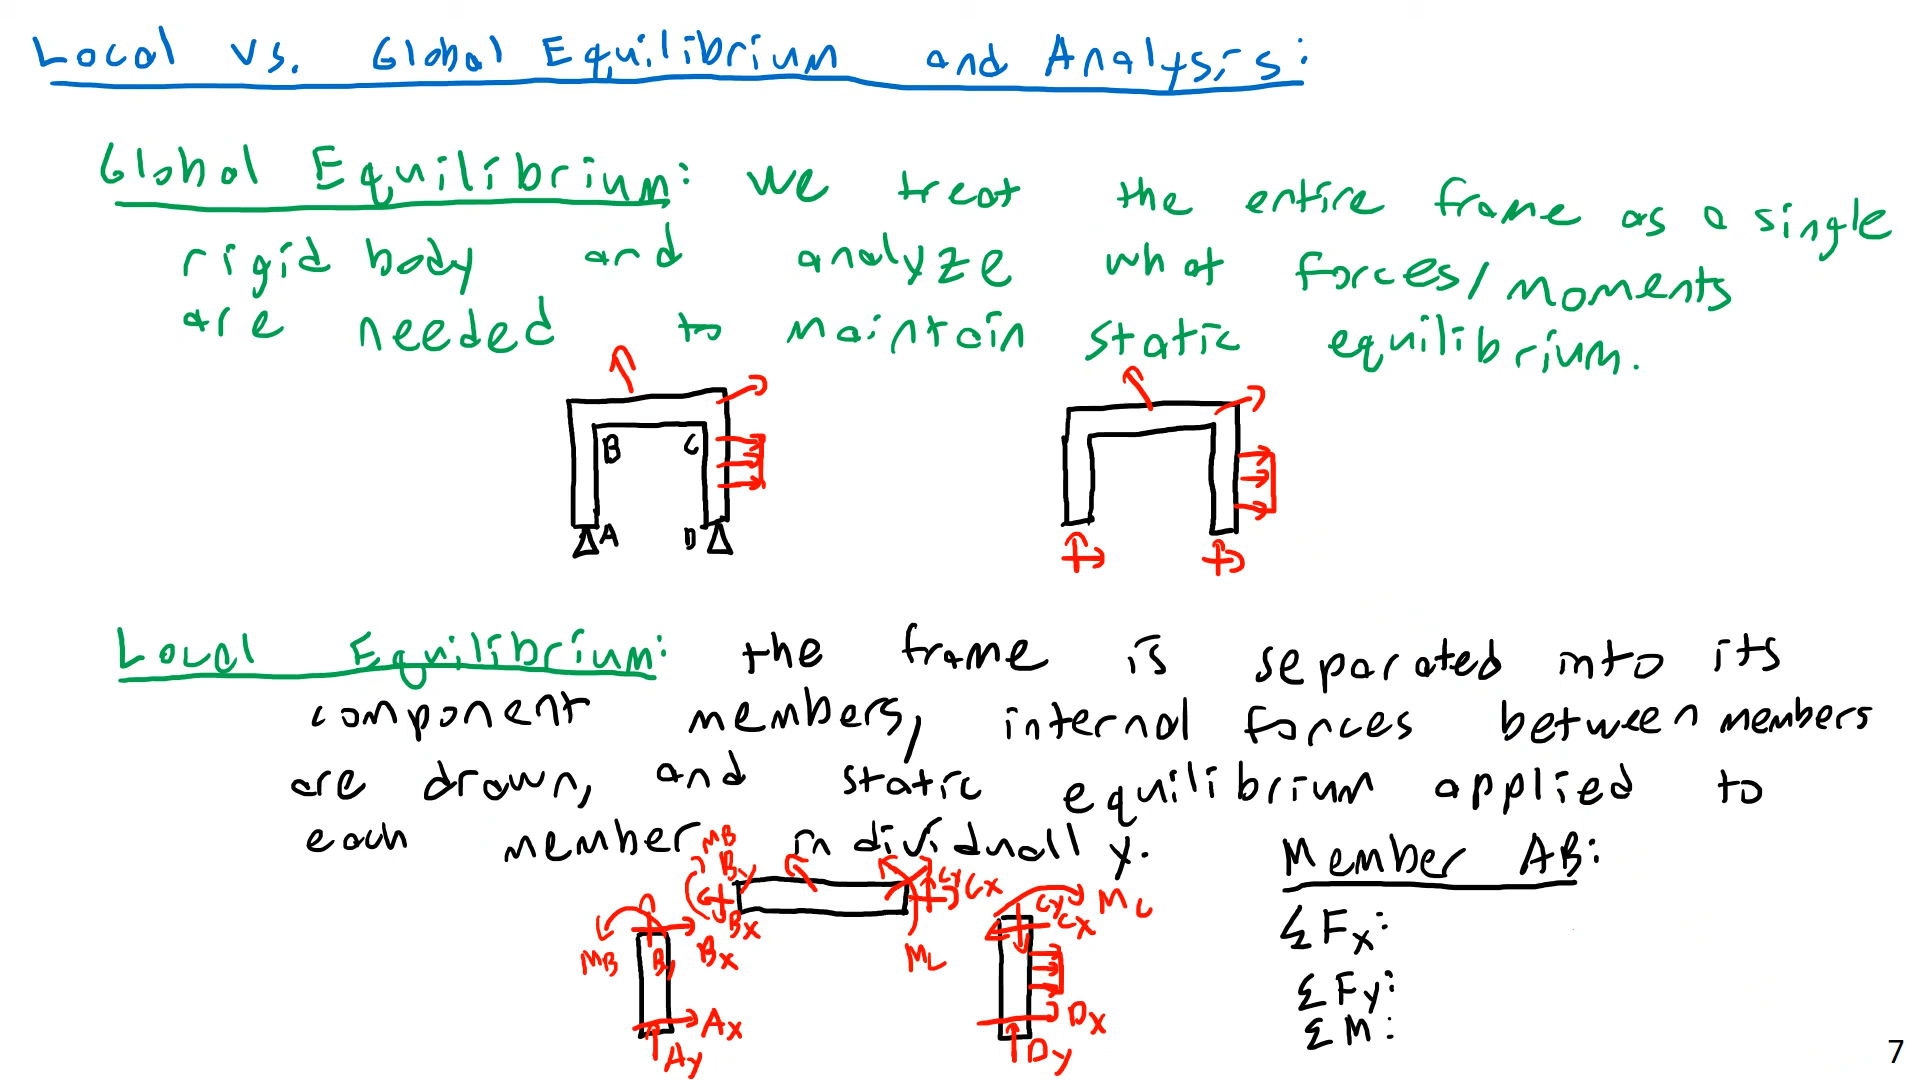 Local vs. Global Equilibrium and Analysis:
Global Equilibrium: We treat the entire frame as a single
rigid body and analyze what forces/moments
are needed to maintain static equilibrium.
B C
A D
Local Equilibrium: the frame is separated into its
component members, internal forces between members
are drawn, and static equilibrium applied to
each member individually.
Member AB:
MB
By
Bx
Cy Cx
MC
MB By Bx
Ax
Ay
Cy MC
Cx
Dx
Dy
ΣFx:
ΣFy:
ΣM:
7